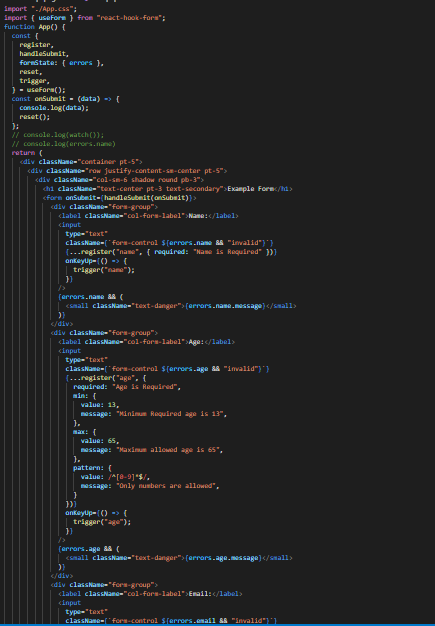 import "./App.css";
import { useForm } from "react-hook-form";
function App() {
const {
register,
handleSubmit,
formState: { errors },
reset,
trigger,
} = useForm();
const onSubmit = (data) => {
console.log(data);
reset();
};
// console.log(watch());
// console.log(errors.name)
return (
<div className="container pt-5">
<div className="row justify-content-sm-center pt-5">
<div className="col-sm-6 shadow round pb-3">
<h1 className="text-center pt-3 text-secondary">Example Form</h1>
<form onSubmit={handleSubmit(onSubmit)}>
<div className="form-group">
<label className="col-form-label">Name:</label>
<input
type="text"
className={`form-control ${errors.name && "invalid"}`}
{...register("name", { required: "Name is Required" })}
onKeyUp={() => {
trigger("name");
}}
/>
{errors.name && (
<small className="text-danger">{errors.name.message}</small>
)}
</div>
<div className="form-group">
<label className="col-form-label">Age:</label>
<input
type="text"
className={`form-control ${errors.age && "invalid"}`}
{...register("age", {
required: "Age is Required",
min: {
value: 13,
message: "Minimum Required age is 13",
},
max: {
value: 65,
message: "Maximum allowed age is 65",
},
pattern: {
value: /^[0-9]*$/,
message: "Only numbers are allowed",
}
})}
onKeyUp={() => {
trigger("age");
}}
/>
{errors.age && (
<small className="text-danger">{errors.age.message}</small>
)}
</div>
<div className="form-group">
<label className="col-form-label">Email:</label>
<input
type="text"
className={`form-control ${errors.email && "invalid"}`}